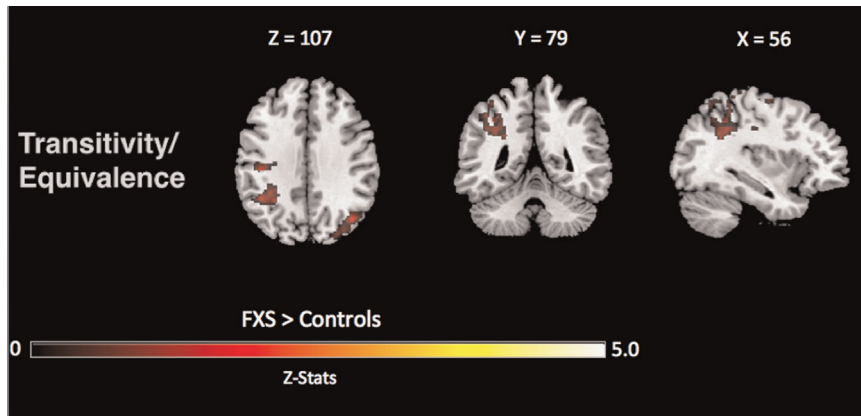 Z = 107
Y = 79
X = 56
Transitivity/
Equivalence
FXS > Controls
0
5.0
Z-Stats